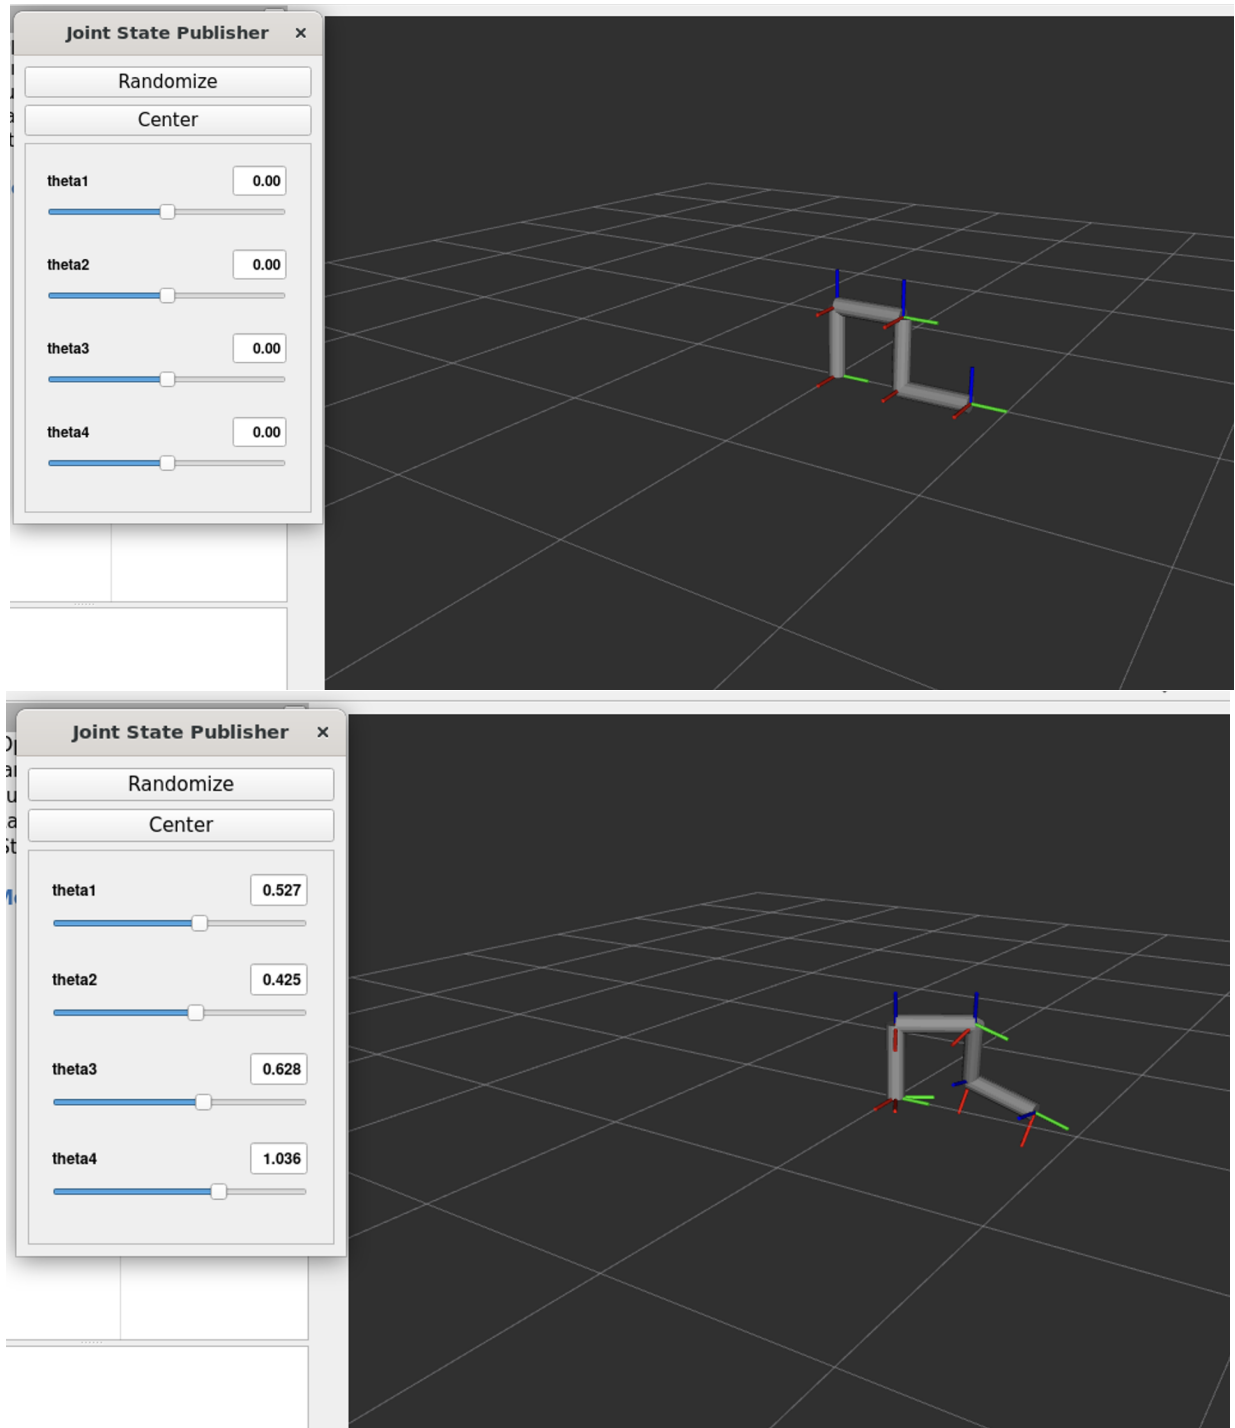 Joint State Publisher ×
Randomize
Center
theta1 0.00
theta2 0.00
theta3 0.00
theta4 0.00
Joint State Publisher ×
Randomize
Center
theta1 0.527
theta2 0.425
theta3 0.628
theta4 1.036